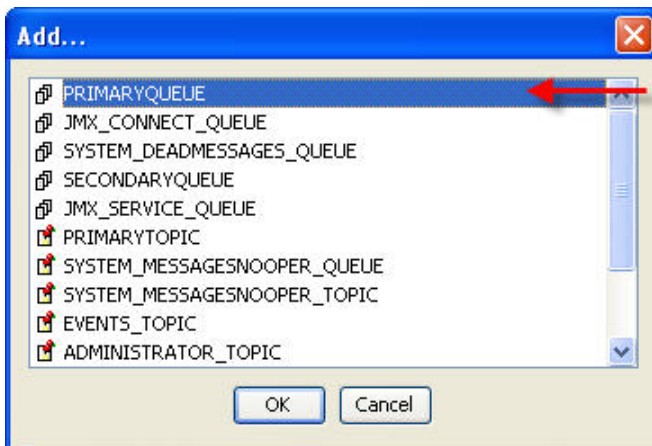 Add...
PRIMARYQUEUE
JMX_CONNECT_QUEUE
SYSTEM_DEADMESSAGES_QUEUE
SECONDARYQUEUE
JMX_SERVICE_QUEUE
PRIMARYTOPIC
SYSTEM_MESSAGESNOOPER_QUEUE
SYSTEM_MESSAGESNOOPER_TOPIC
EVENTS_TOPIC
ADMINISTRATOR_TOPIC
OK Cancel